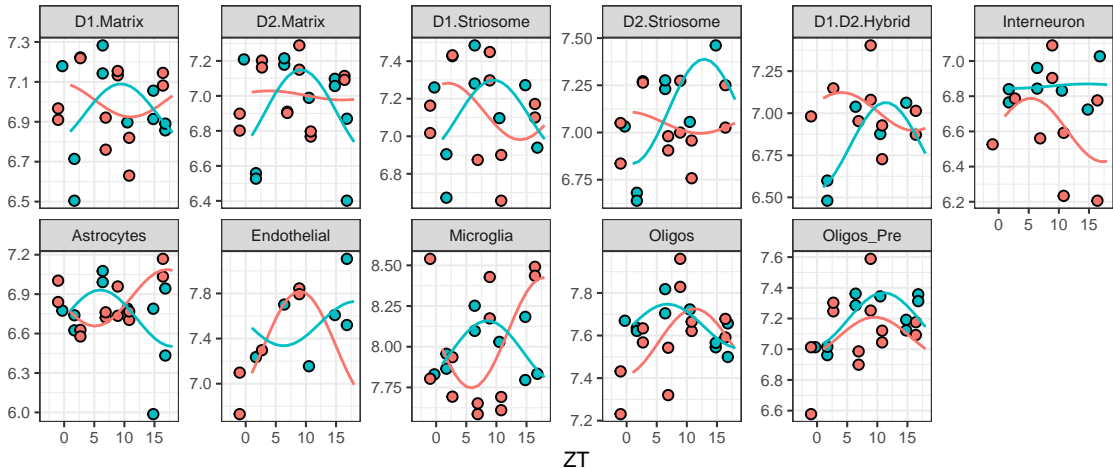 D1.Matrix D2.Matrix D1.Striosome D2.Striosome D1.D2.Hybrid Interneuron
7.3 7.2 7.6 7.50 7.50 7.2
7.1 7.0 7.4 7.25 7.25 7.0
6.9 6.8 7.2 7.00 7.00 6.8
6.7 6.6 7.0 6.75 6.75 6.6
6.5 6.4 6.8 6.50 6.4
6.2
Astrocytes Endothelial Microglia Oligos Oligos_Pre
7.2 7.8 8.50 8.0 7.5
7.0 7.4 8.25 7.8 7.2
6.8 7.0 8.00 7.6 6.9
6.6 7.75 7.4 6.6
6.4 7.2
6.2
6.0
0 5 10 15 0 5 10 15 0 5 10 15 0 5 10 15 0 5 10 15 0 5 10 15
ZT